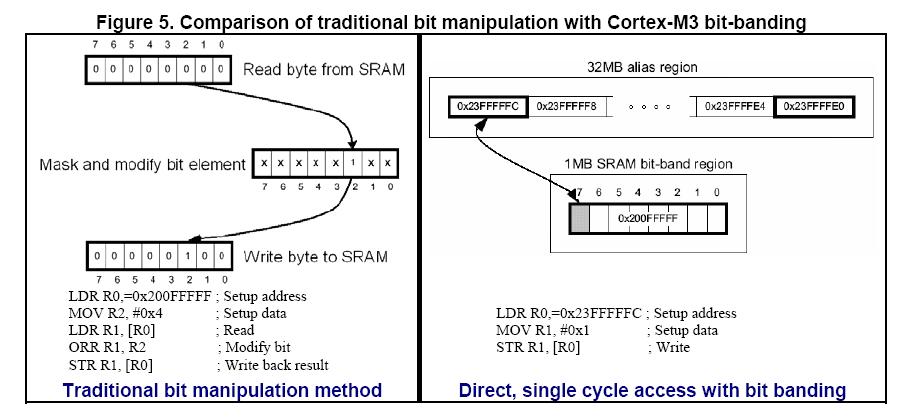 Figure 5. Comparison of traditional bit manipulation with Cortex-M3 bit-banding
7 6 5 4 3 2 1 0
0 0 0 0 0 0 0 0
Read byte from SRAM
Mask and modify bit element
x x x x x 1 x x
7 6 5 4 3 2 1 0
0 0 0 0 0 1 0 0
Write byte to SRAM
7 6 5 4 3 2 1 0
LDR R0,=0x200FFFFF ; Setup address
MOV R2, #0x4 ; Setup data
LDR R1, [R0] ; Read
ORR R1, R2 ; Modify bit
STR R1, [R0] ; Write back result
Traditional bit manipulation method
32MB alias region
0x23FFFFFC 0x23FFFFF8 o o o o 0x23FFFFE4 0x23FFFFE0
1MB SRAM bit-band region
7 6 5 4 3 2 1 0
0x200FFFFF
LDR R0,=0x23FFFFFC ; Setup address
MOV R1, #0x1 ; Setup data
STR R1, [R0] ; Write
Direct, single cycle access with bit banding